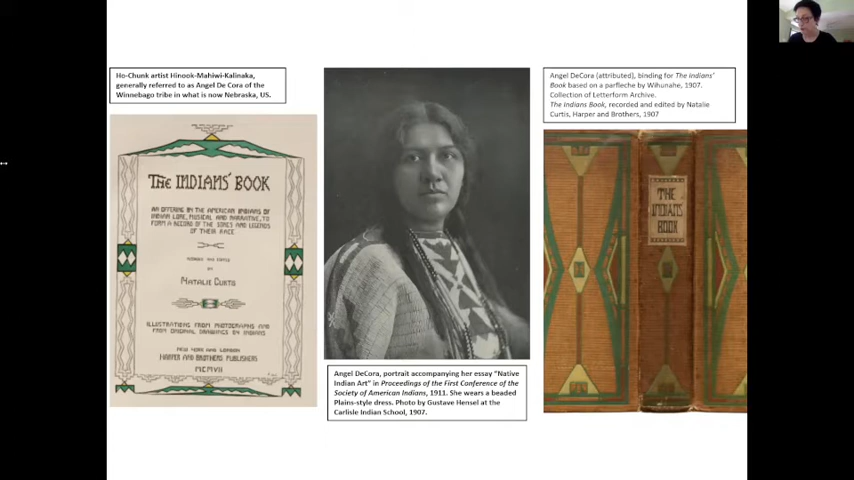 Ho-Chunk artist Hinook-Mahiwi-Kalinaka,
generally referred to as Angel De Cora of the
Winnebago tribe in what is now Nebraska, US.
THE INDIANS' BOOK
AN OFFERING BY THE AMERICAN INDIANS OF
INDIAN LORE, MUSICAL AND NARRATIVE, TO
FORM A RECORD OF THE SONGS AND LEGENDS
OF THEIR RACE
BY
NATALIE CURTIS
ILLUSTRATIONS FROM PHOTOGRAPHS AND
FROM ORIGINAL DRAWINGS BY INDIANS
NEW YORK AND LONDON
HARPER AND BROTHERS PUBLISHERS
MCMVII
Angel DeCora, portrait accompanying her essay "Native
Indian Art" in Proceedings of the First Conference of the
Society of American Indians, 1911. She wears a beaded
Plains-style dress. Photo by Gustave Hensel at the
Carlisle Indian School, 1907.
Angel DeCora (attributed), binding for The Indians'
Book based on a parfleche by Wihunahe, 1907.
Collection of Letterform Archive.
The Indians Book, recorded and edited by Natalie
Curtis, Harper and Brothers, 1907
THE
INDIANS
BOOK